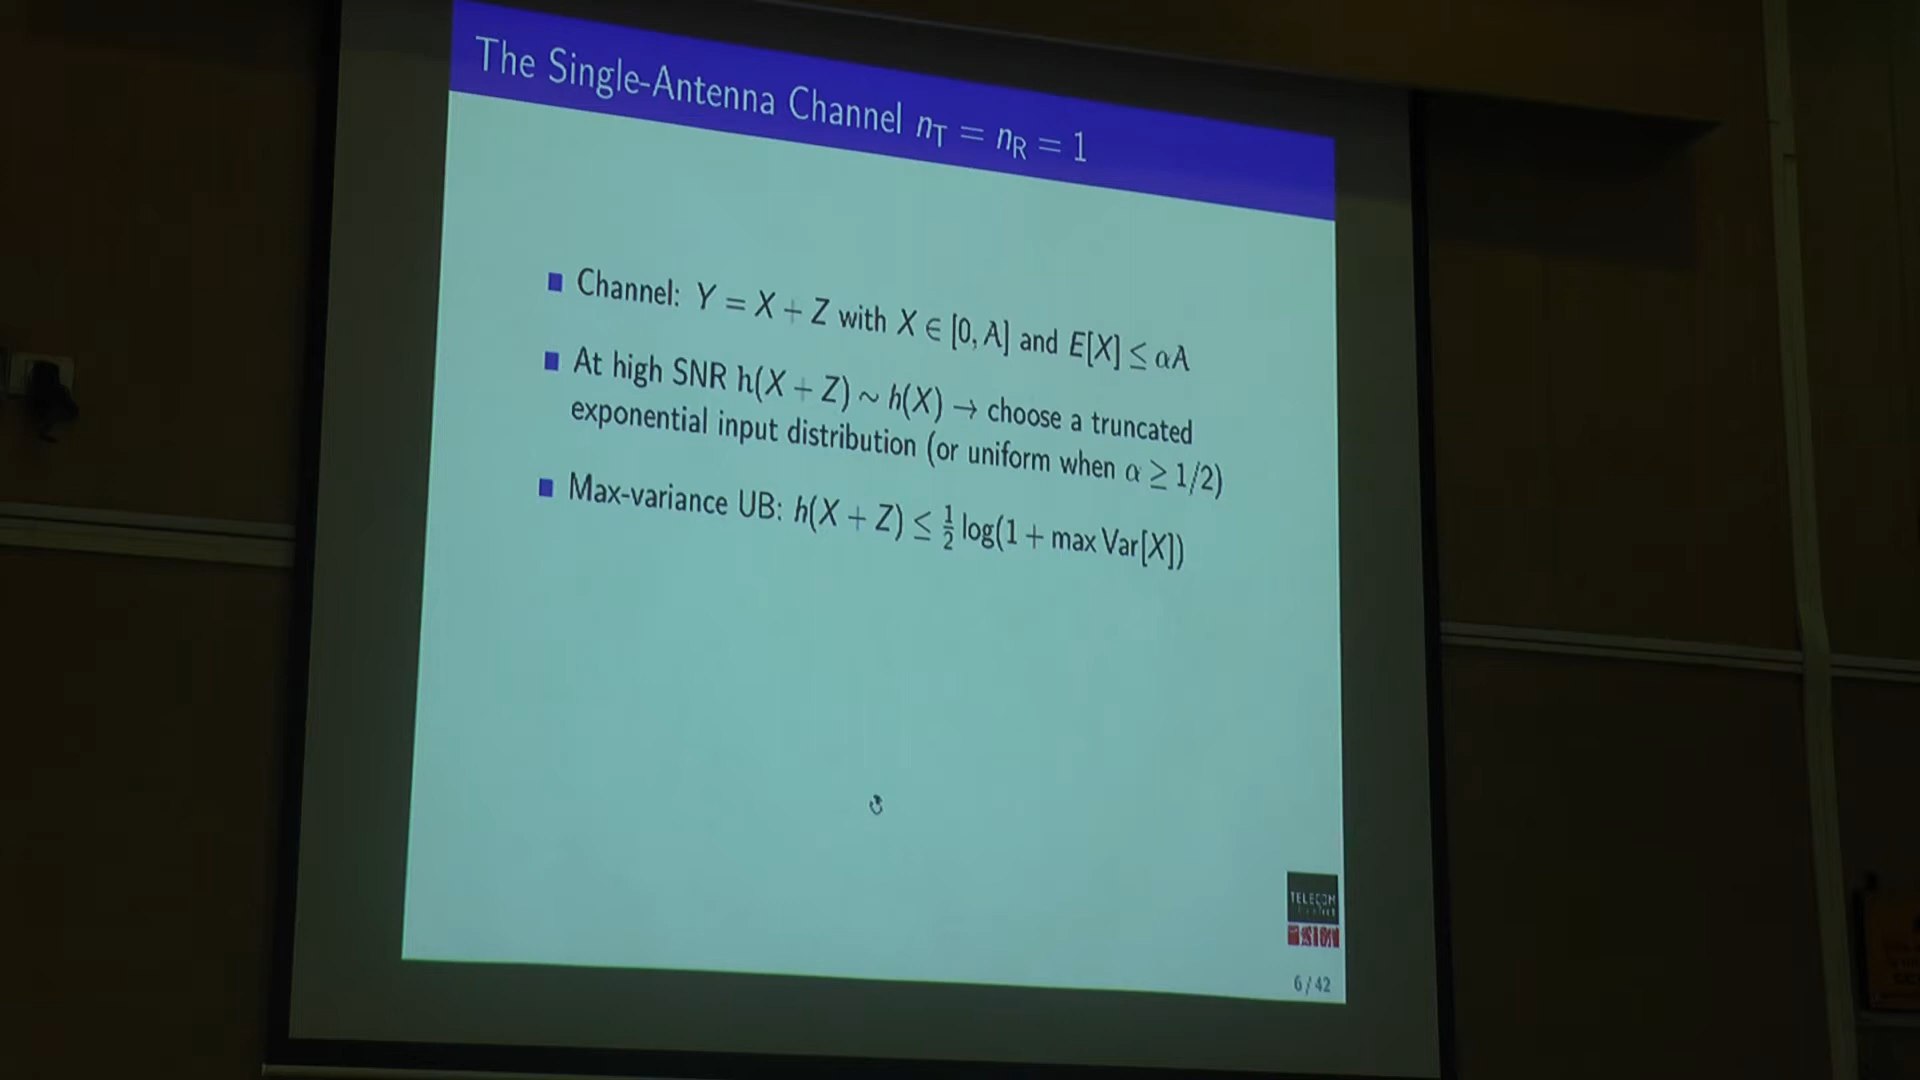 The Single-Antenna Channel n_T = n_R = 1
Channel: Y = X + Z with X ∈ [0, A] and E[X] ≤ αA
At high SNR h(X + Z) ~ h(X) → choose a truncated
exponential input distribution (or uniform when α ≥ 1/2)
Max-variance UB: h(X + Z) ≤ 1/2 log(1 + max Var[X])
TELECOM
6/42